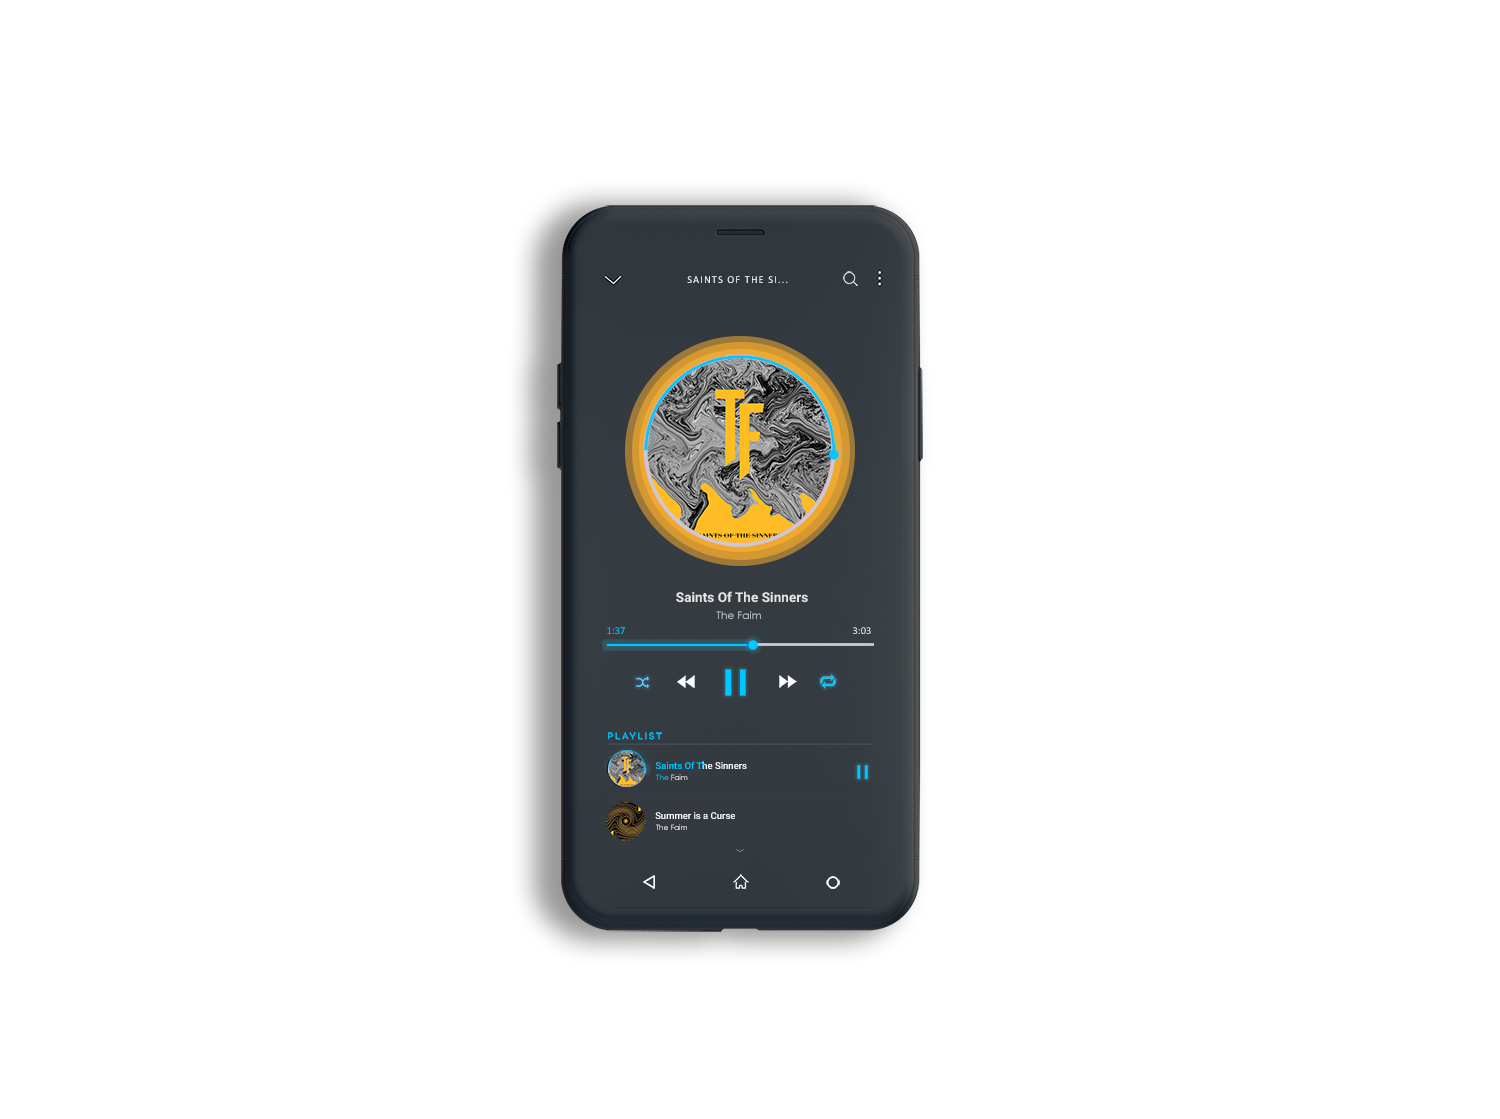 SAINTS OF THE SI...
TF
AINTS OF THE SINNER
Saints Of The Sinners
The Faim
1:37
3:03
PLAYLIST
Saints Of The Sinners
The Faim
TF
Summer is a Curse
The Faim